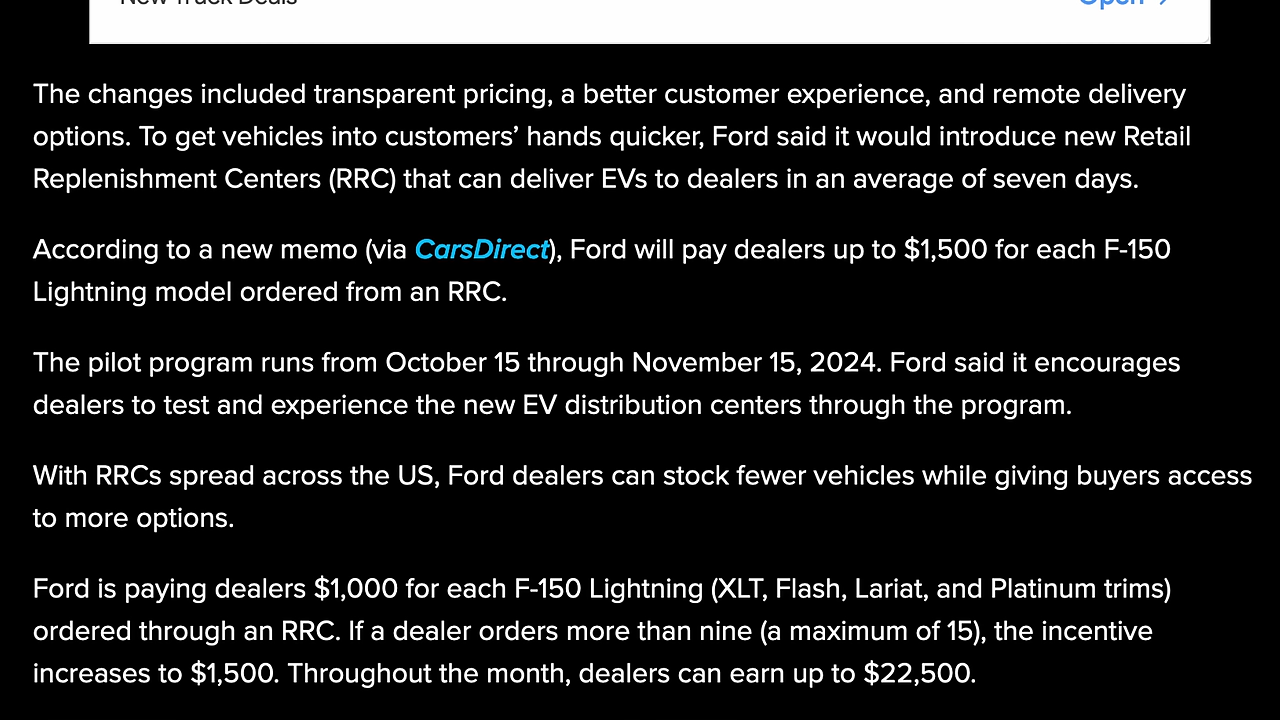 New Truck Deals
Open
The changes included transparent pricing, a better customer experience, and remote delivery
options. To get vehicles into customers’ hands quicker, Ford said it would introduce new Retail
Replenishment Centers (RRC) that can deliver EVs to dealers in an average of seven days.
According to a new memo (via CarsDirect), Ford will pay dealers up to $1,500 for each F-150
Lightning model ordered from an RRC.
The pilot program runs from October 15 through November 15, 2024. Ford said it encourages
dealers to test and experience the new EV distribution centers through the program.
With RRCs spread across the US, Ford dealers can stock fewer vehicles while giving buyers access
to more options.
Ford is paying dealers $1,000 for each F-150 Lightning (XLT, Flash, Lariat, and Platinum trims)
ordered through an RRC. If a dealer orders more than nine (a maximum of 15), the incentive
increases to $1,500. Throughout the month, dealers can earn up to $22,500.